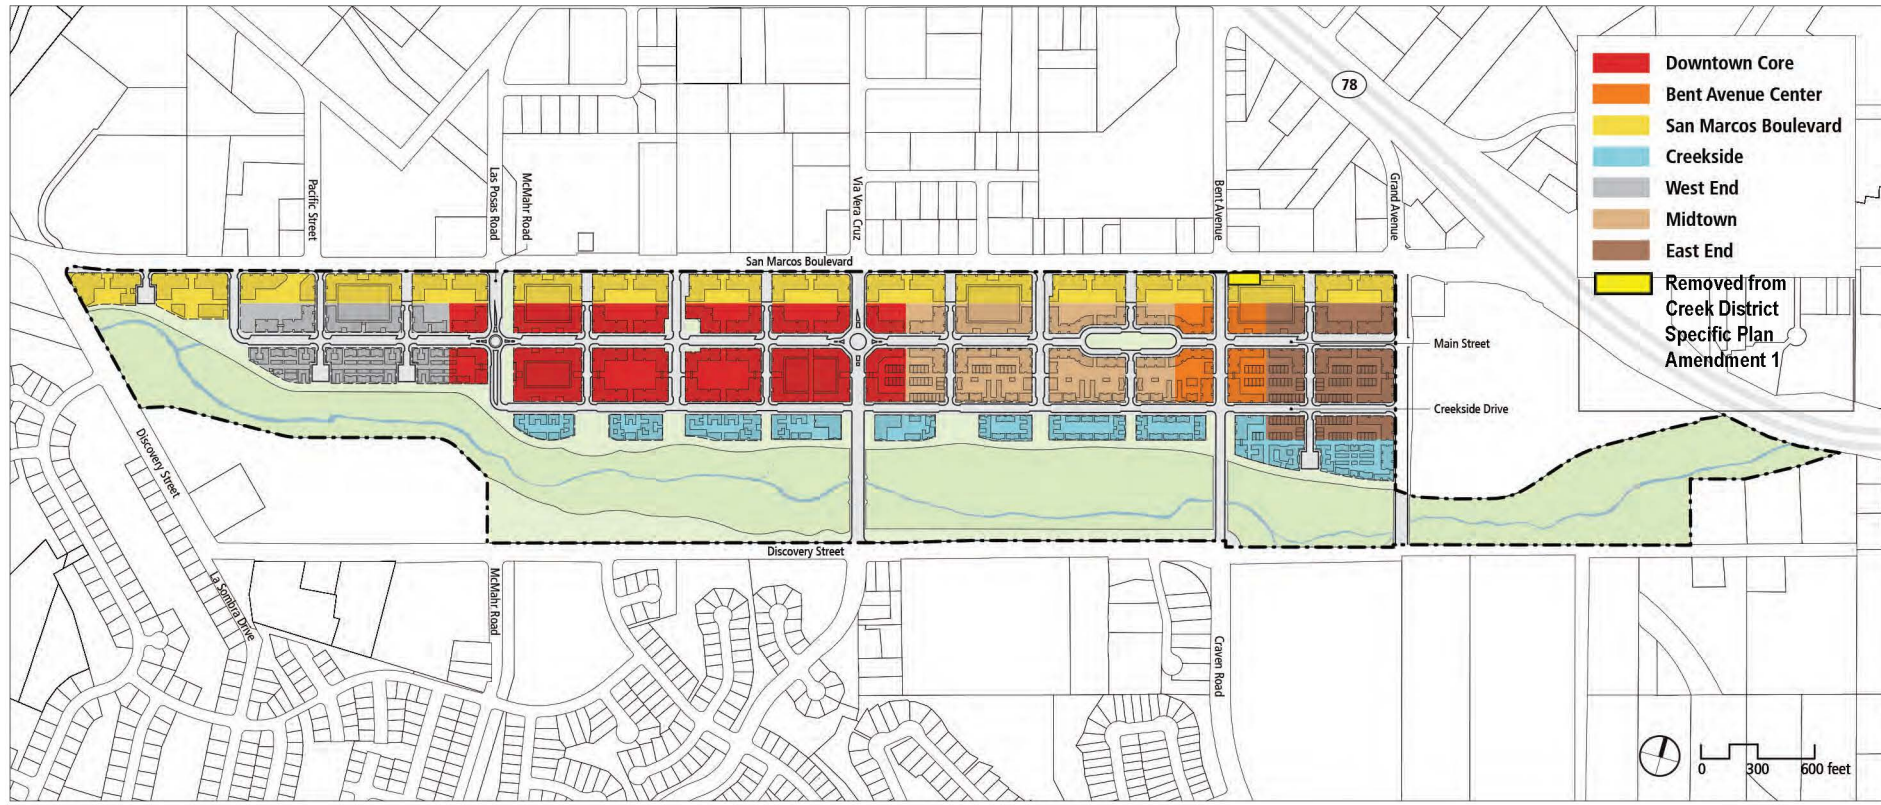 78
Downtown Core
Bent Avenue Center
San Marcos Boulevard
Creekside
West End
Midtown
East End
Removed from
Creek District
Specific Plan
Amendment 1
Pacific Street
Las Posas Road
McMahr Road
Via Vera Cruz
Bent Avenue
Grand Avenue
San Marcos Boulevard
Main Street
Creekside Drive
Discovery Street
Discovery Street
La Sombra Drive
McMahr Road
Craven Road
0 300 600 feet